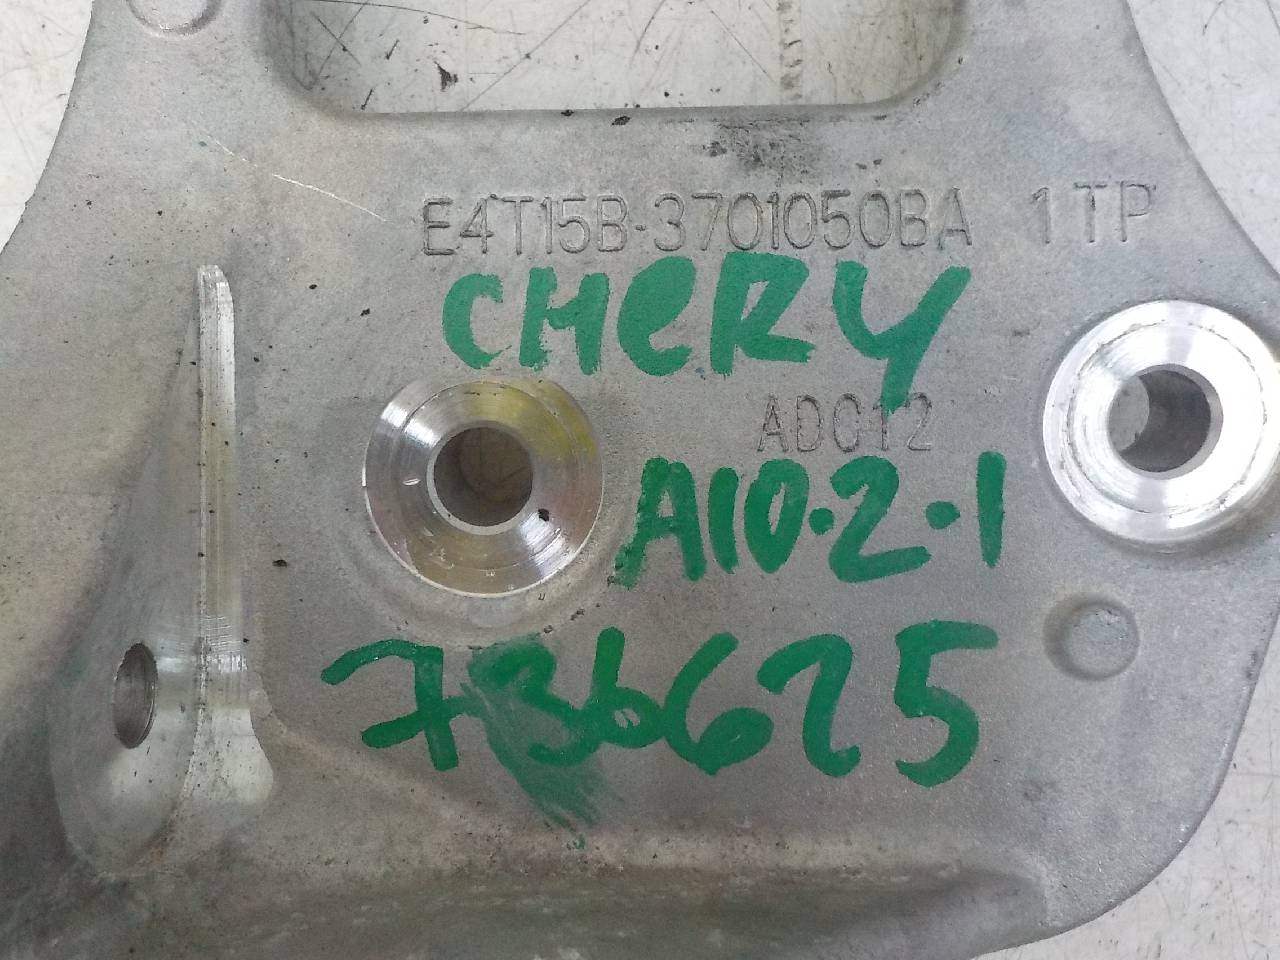 E4T15B-3701050BA 1TP
CHERY
ADC12
A10.2.1
736625